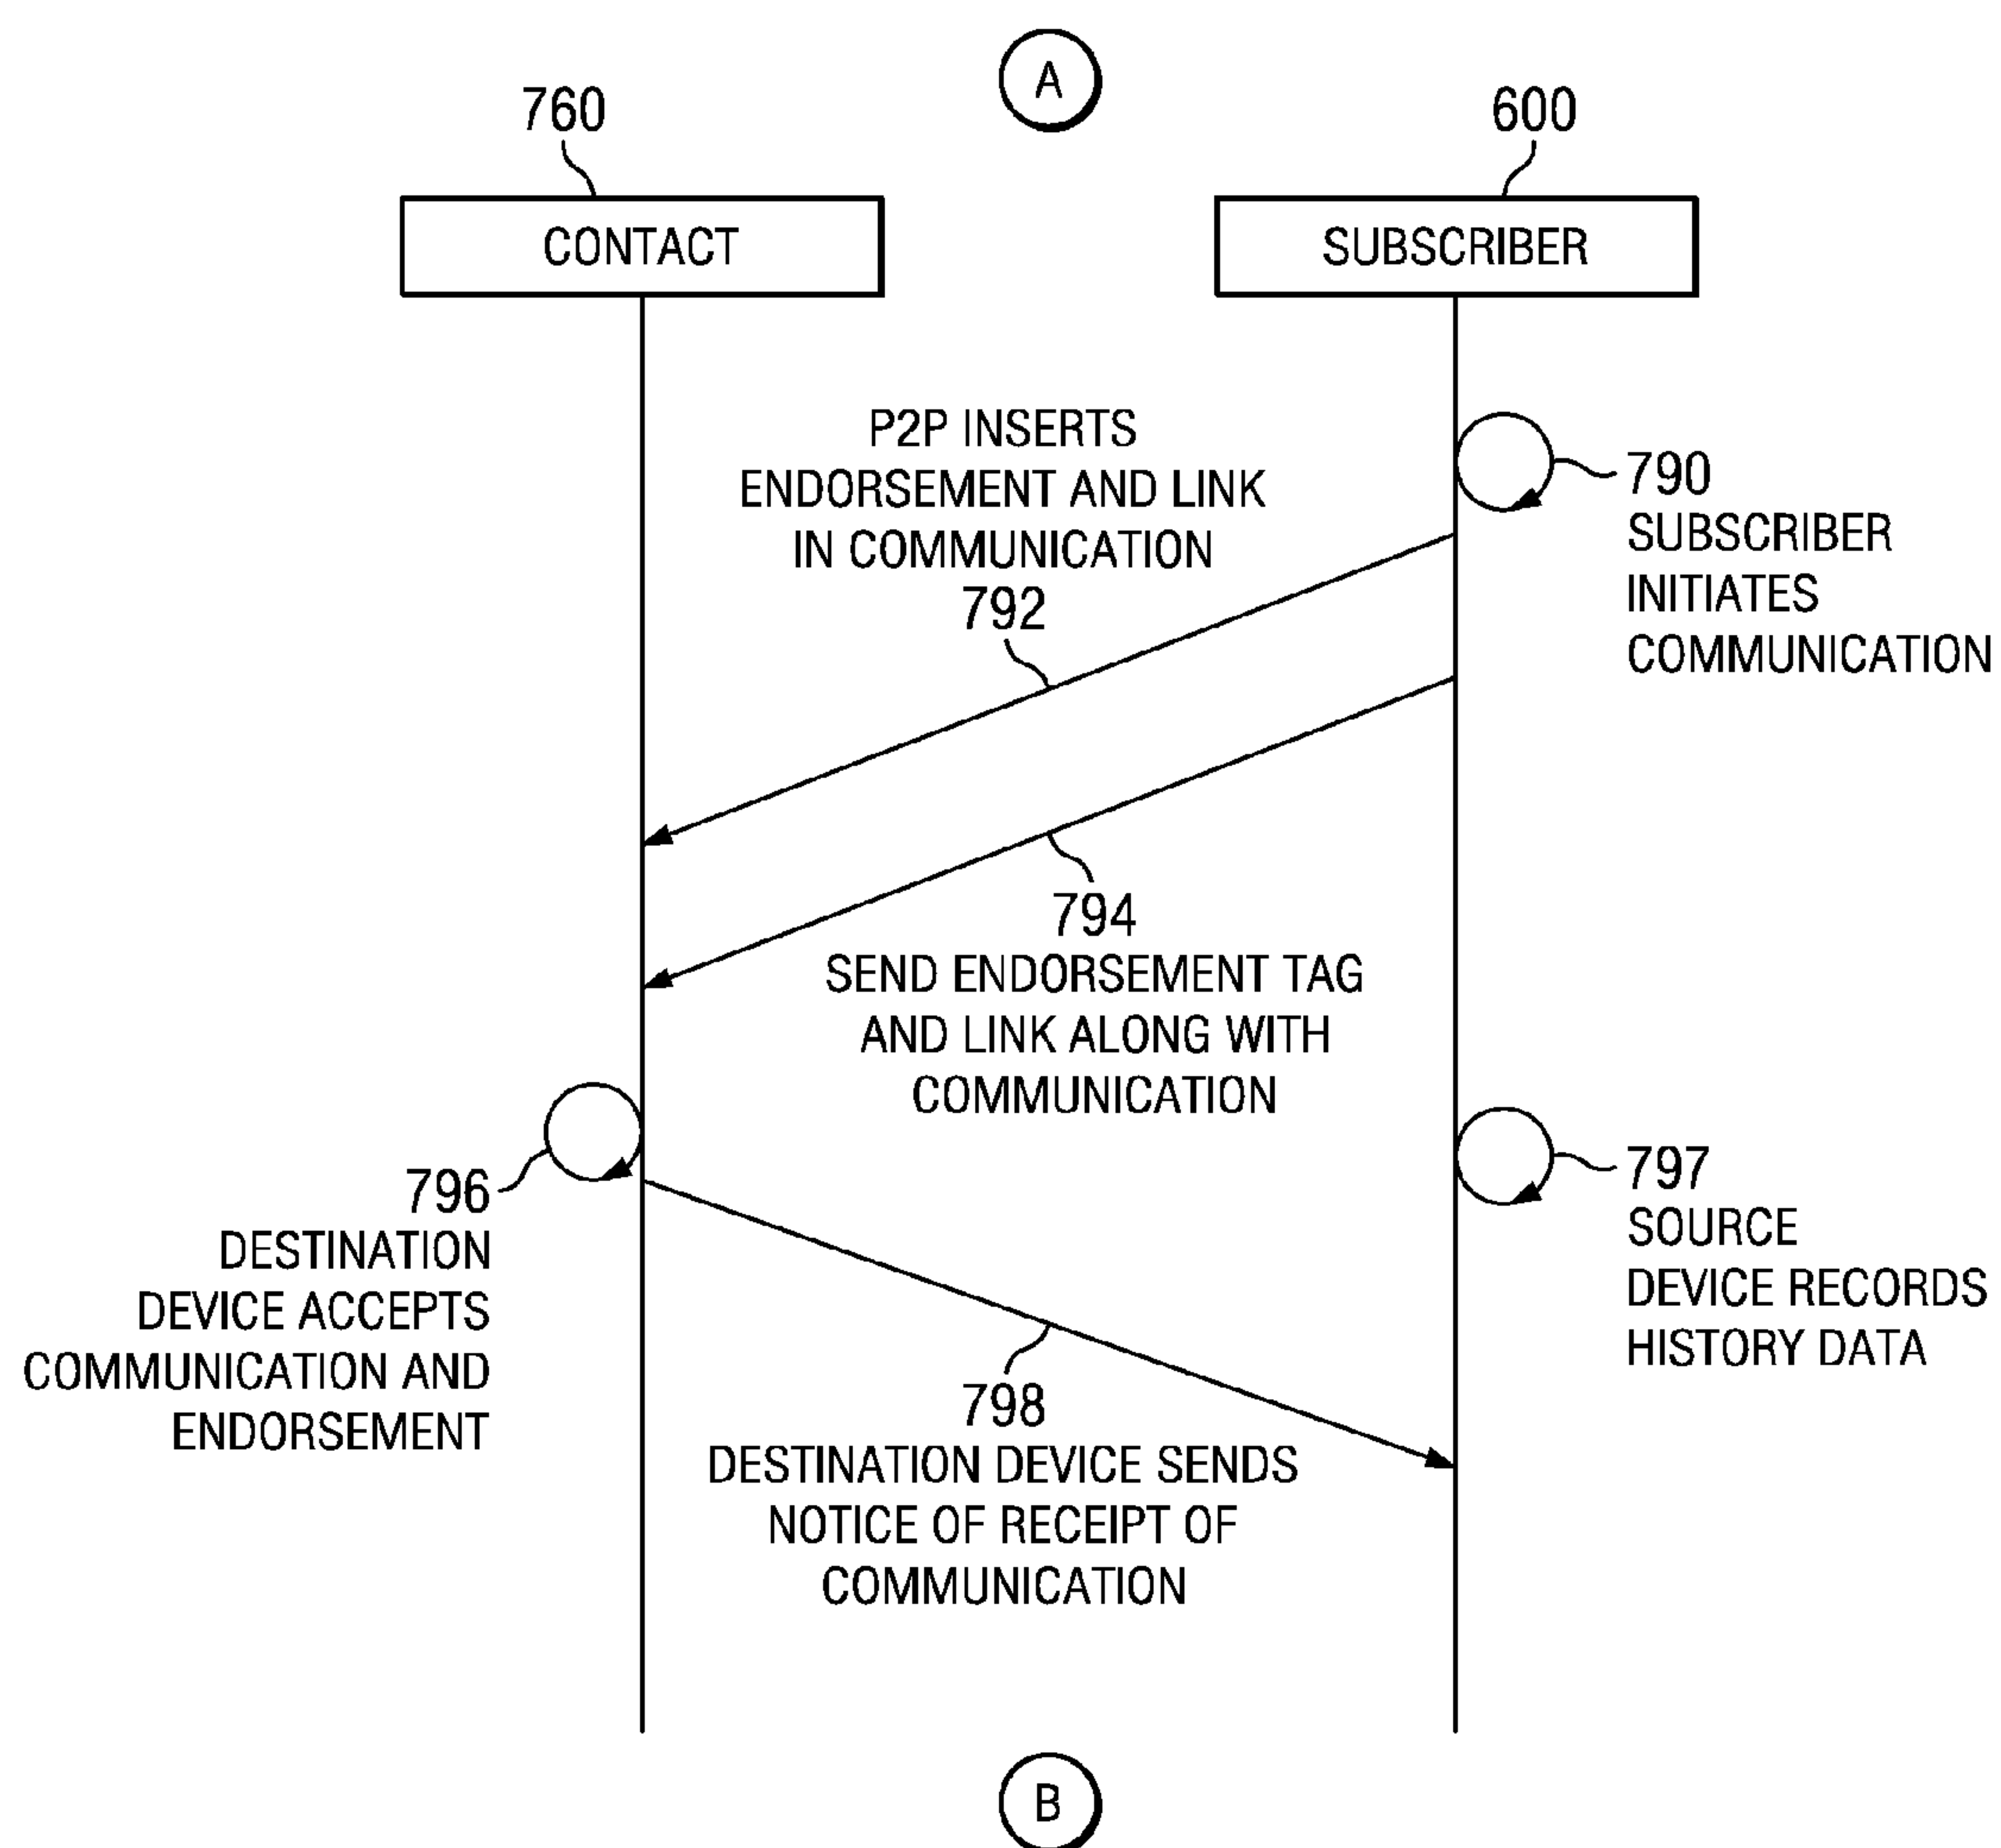 A
760
600
CONTACT
SUBSCRIBER
P2P INSERTS
ENDORSEMENT AND LINK
IN COMMUNICATION
792
790
SUBSCRIBER
INITIATES
COMMUNICATION
794
SEND ENDORSEMENT TAG
AND LINK ALONG WITH
COMMUNICATION
796
DESTINATION
DEVICE ACCEPTS
COMMUNICATION AND
ENDORSEMENT
797
SOURCE
DEVICE RECORDS
HISTORY DATA
798
DESTINATION DEVICE SENDS
NOTICE OF RECEIPT OF
COMMUNICATION
B